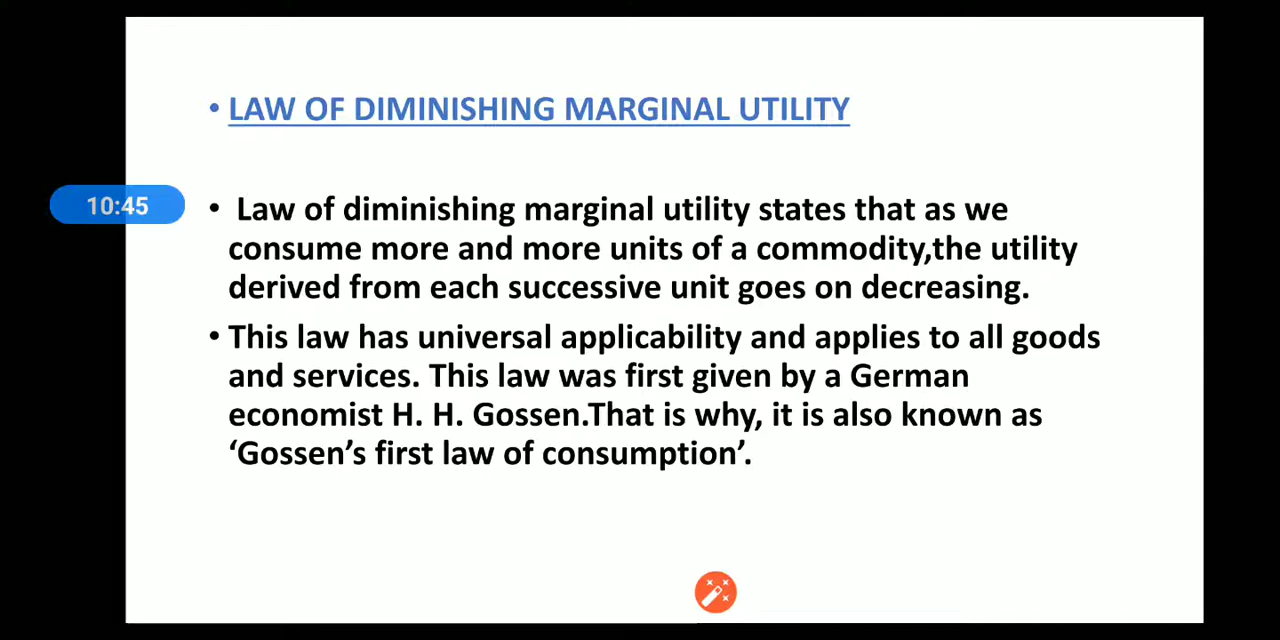 • LAW OF DIMINISHING MARGINAL UTILITY
10:45
• Law of diminishing marginal utility states that as we
consume more and more units of a commodity,the utility
derived from each successive unit goes on decreasing.
• This law has universal applicability and applies to all goods
and services. This law was first given by a German
economist H. H. Gossen.That is why, it is also known as
‘Gossen’s first law of consumption’.